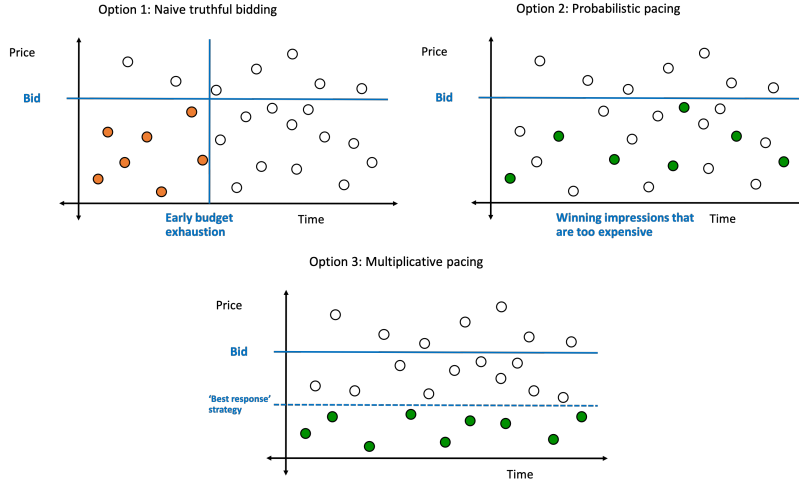 Option 1: Naive truthful bidding
Price
Bid
Early budget
exhaustion
Time
Option 2: Probabilistic pacing
Price
Bid
Winning impressions that
are too expensive
Time
Option 3: Multiplicative pacing
Price
Bid
'Best response'
strategy
Time